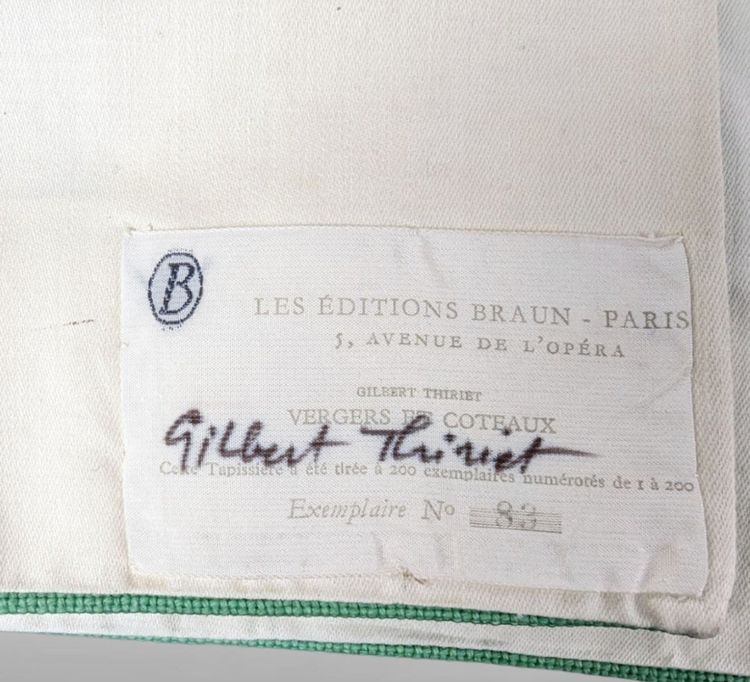 B
LES ÉDITIONS BRAUN - PARIS
5, AVENUE DE L'OPÉRA
GILBERT THIRIET
VERGERS ET COTEAUX
Gilbert Thiriet
Cette Tapisserie a été tirée à 200 exemplaires numérotés de 1 à 200
Exemplaire No 83